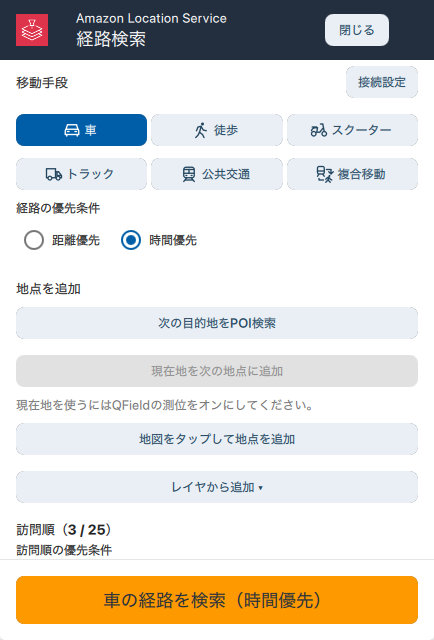 Amazon Location Service
経路検索
閉じる
移動手段
接続設定
車
徒歩
スクーター
トラック
公共交通
複合移動
経路の優先条件
距離優先
時間優先
地点を追加
次の目的地をPOI検索
現在地を次の地点に追加
現在地を使うにはQFieldの測位をオンにしてください。
地図をタップして地点を追加
レイヤから追加 ▾
訪問順（3 / 25）
訪問順の優先条件
車の経路を検索（時間優先）